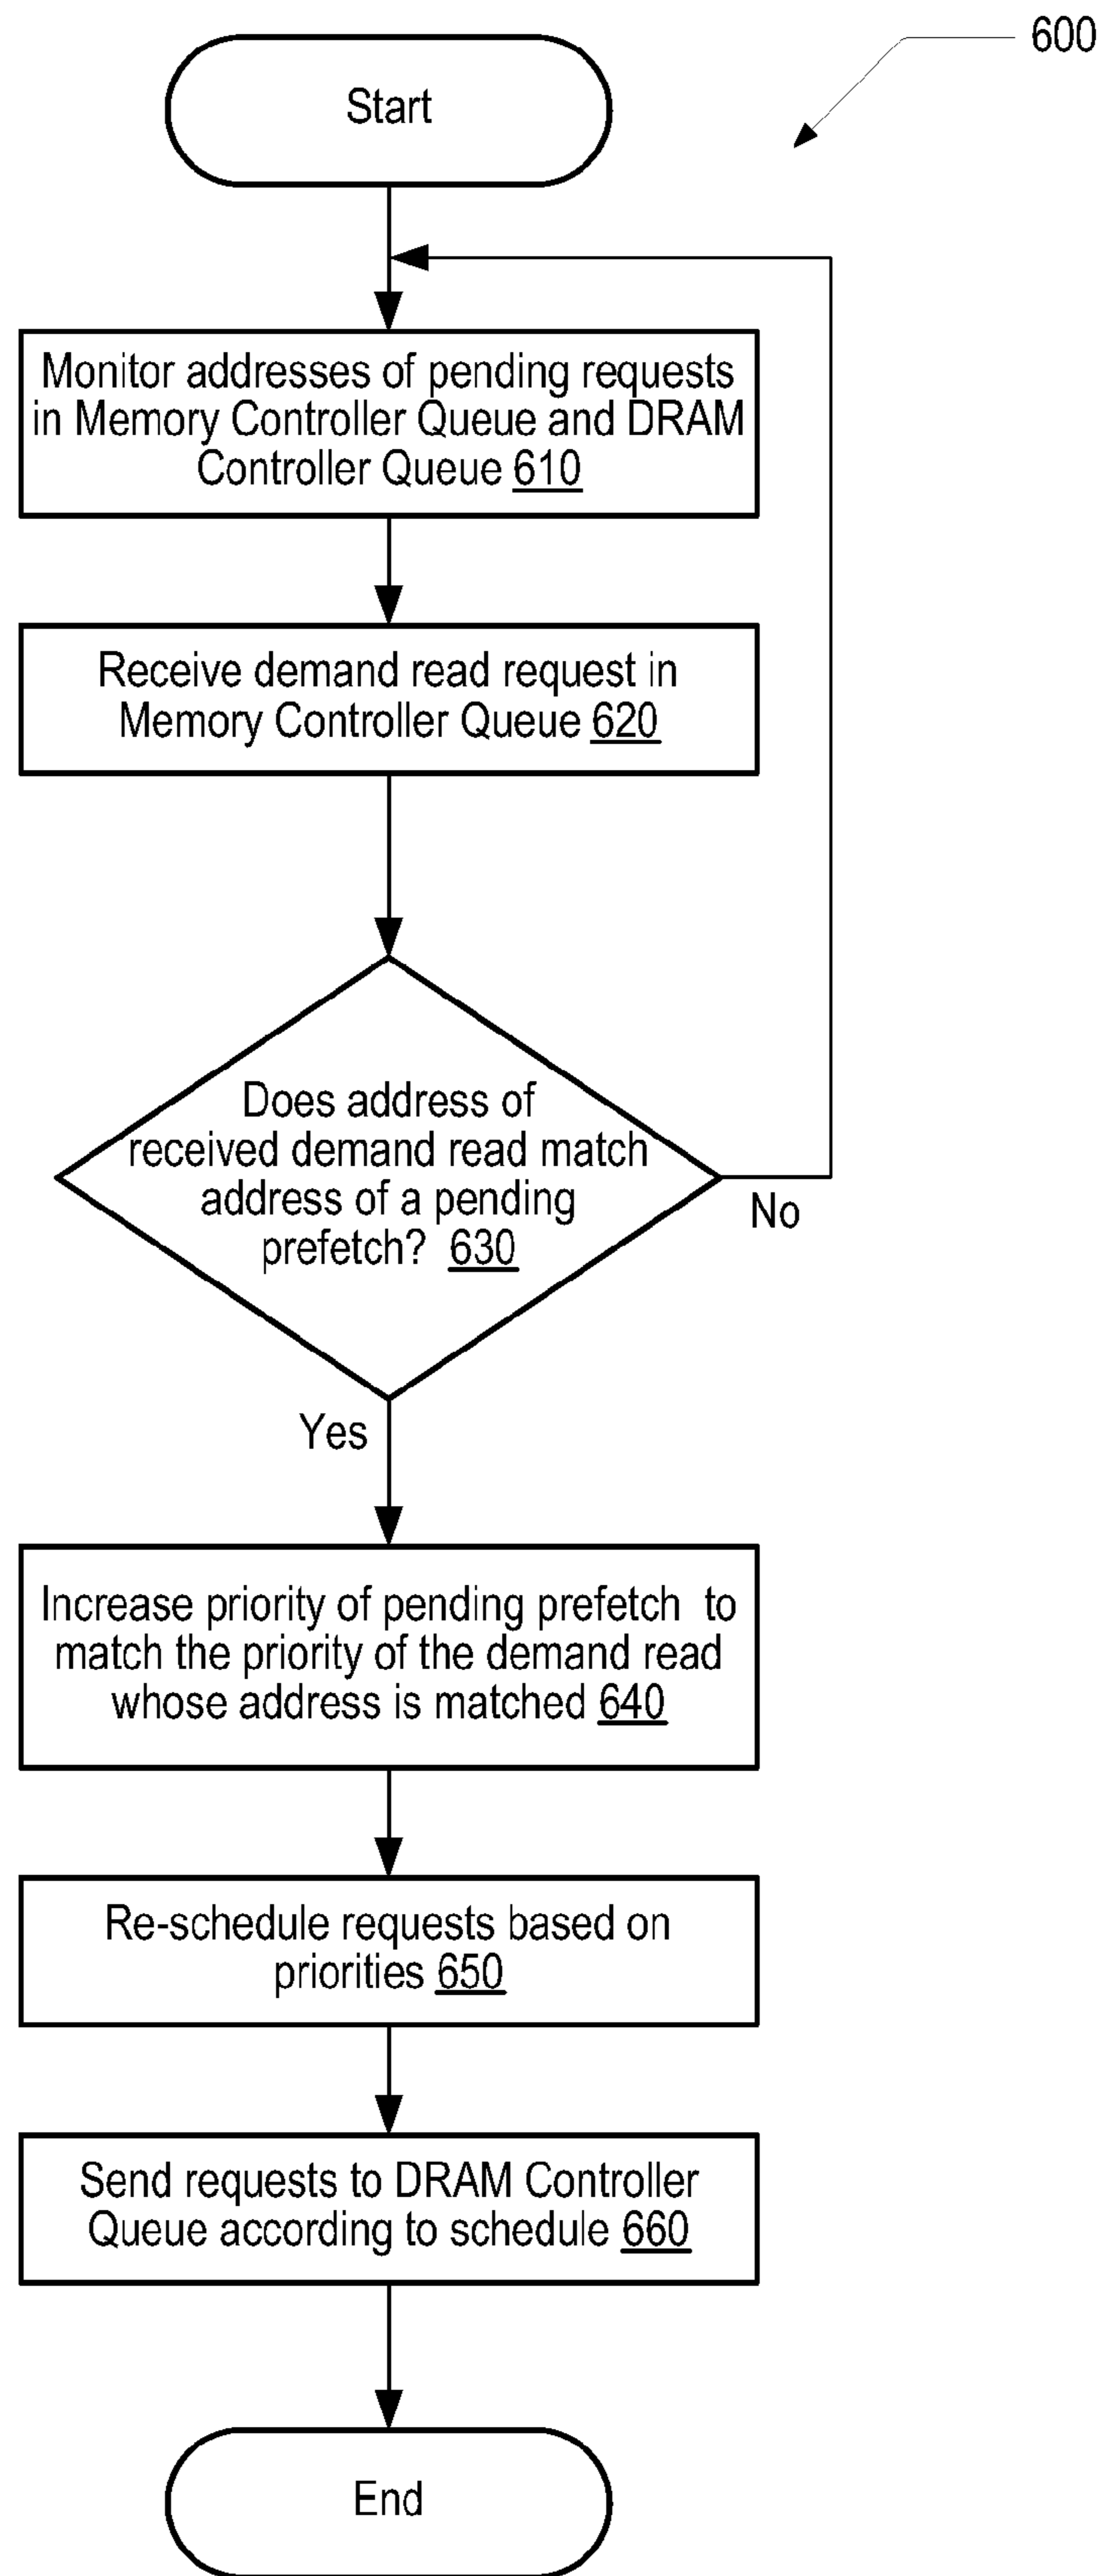 600
Start
Monitor addresses of pending requests
in Memory Controller Queue and DRAM
Controller Queue 610
Receive demand read request in
Memory Controller Queue 620
Does address of
received demand read match
address of a pending
prefetch? 630
No
Yes
Increase priority of pending prefetch to
match the priority of the demand read
whose address is matched 640
Re-schedule requests based on
priorities 650
Send requests to DRAM Controller
Queue according to schedule 660
End